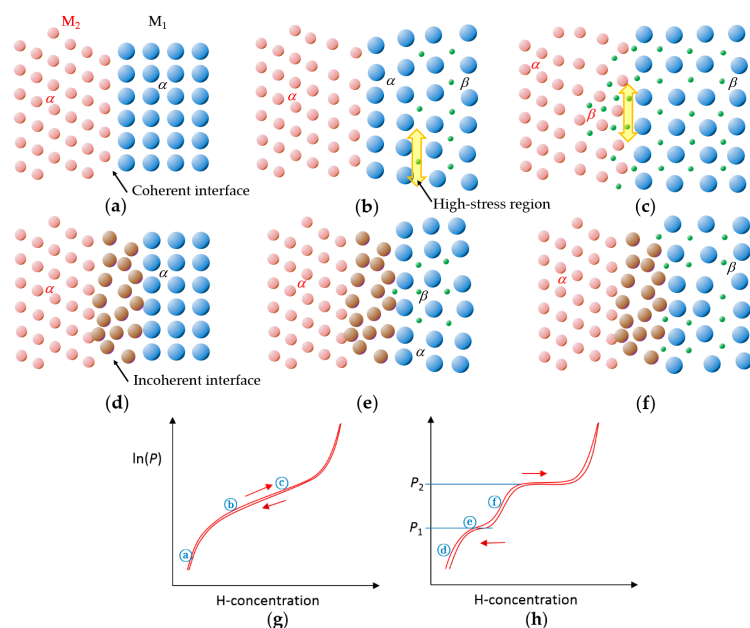 M₂ M₁
α α
Coherent interface
(a)
α α β
High-stress region
(b)
α β β
(c)
α α
Incoherent interface
(d)
α β α
(e)
α β
(f)
ln(P)
a b c
H-concentration
(g)
P₂
P₁
d e f
H-concentration
(h)